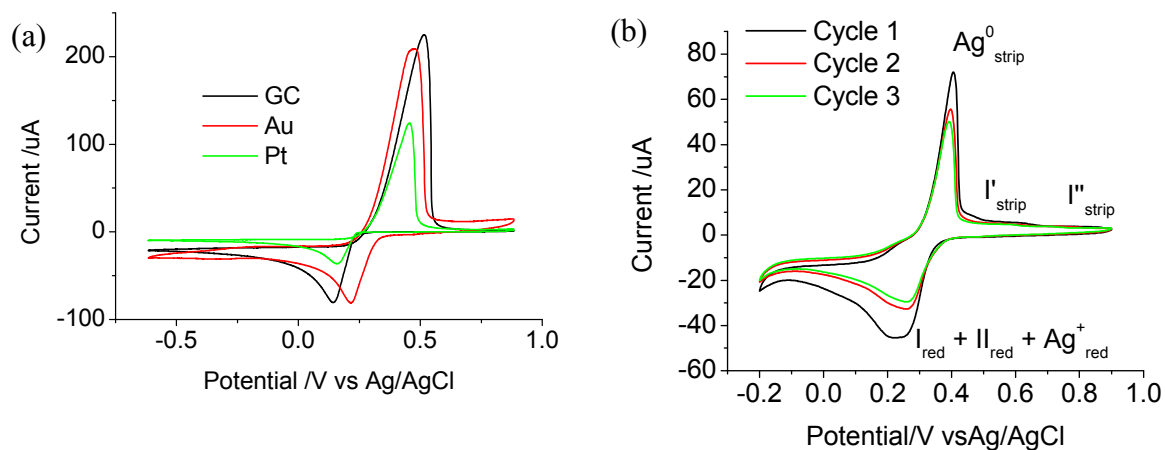 (a)
200
100
0
-100
Current /uA
GC
Au
Pt
-0.5
0.0
0.5
1.0
Potential /V vs Ag/AgCl
(b)
80
60
40
20
0
-20
-40
-60
Current /uA
Cycle 1
Cycle 2
Cycle 3
Ag⁰strip
I'strip
I"strip
Ired + IIred + Ag⁺red
-0.2
0.0
0.2
0.4
0.6
0.8
1.0
Potential/V vsAg/AgCl